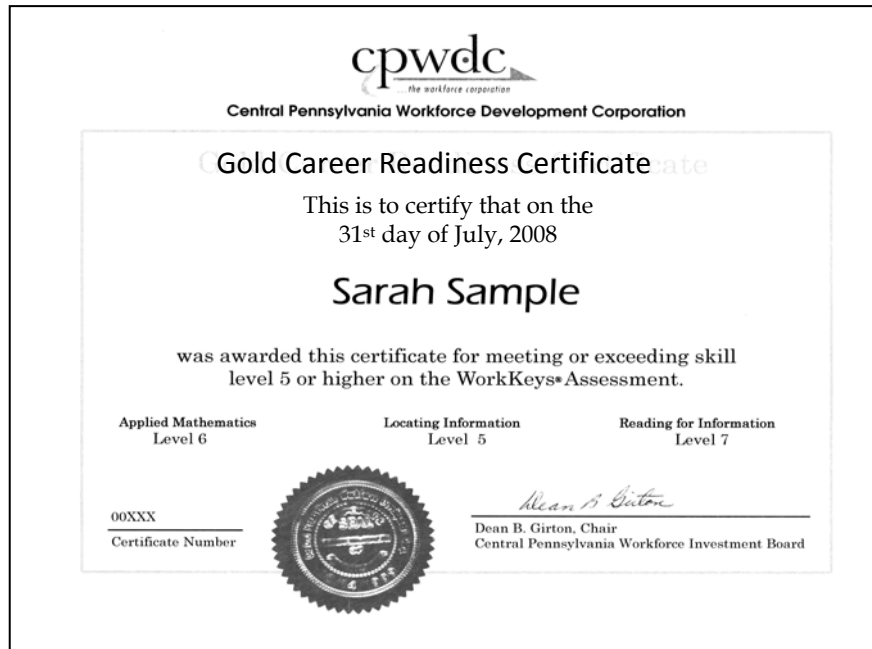 cpwdc
...the workforce corporation
Central Pennsylvania Workforce Development Corporation
Gold Career Readiness Certificate
This is to certify that on the
31st day of July, 2008
Sarah Sample
was awarded this certificate for meeting or exceeding skill
level 5 or higher on the WorkKeys® Assessment.
Applied Mathematics Locating Information Reading for Information
Level 6 Level 5 Level 7
Dean B Girton
00XXX
Certificate Number
SEAL
Dean B. Girton, Chair
Central Pennsylvania Workforce Investment Board